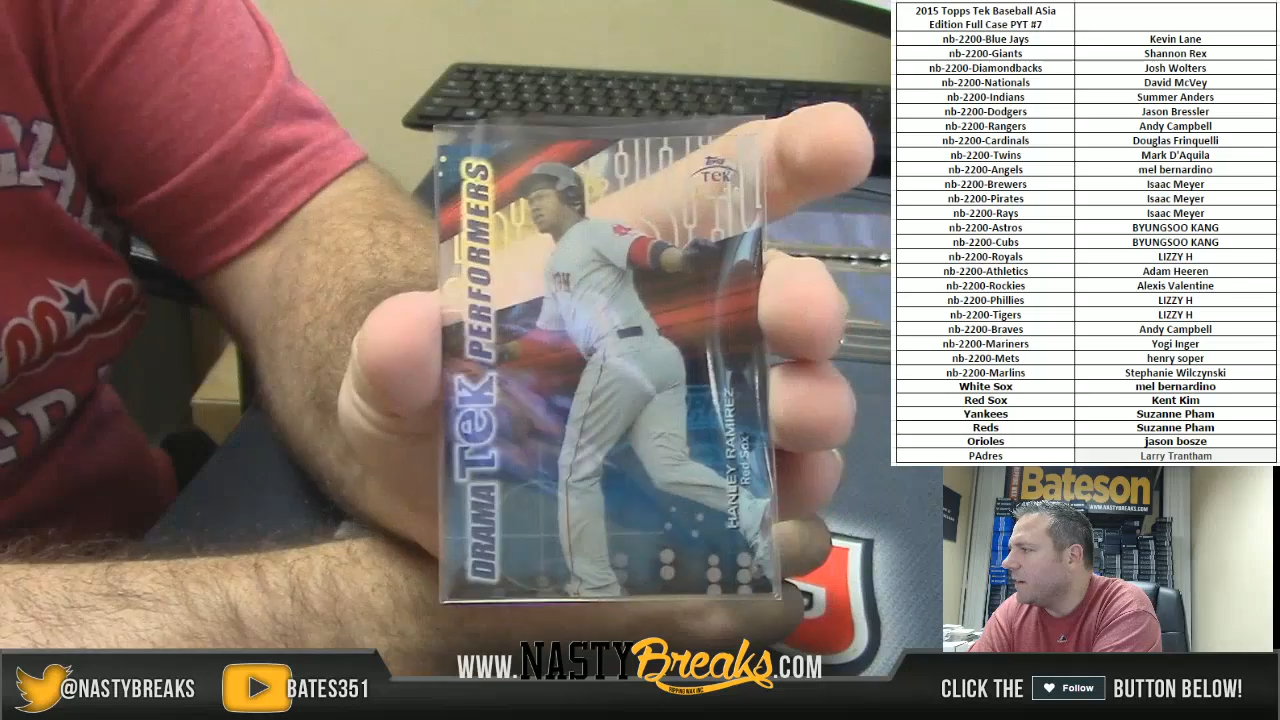 DRAMATEK PERFORMERS
Topps
TEK
HANLEY RAMIREZ
Red Sox
2015 Topps Tek Baseball ASia
Edition Full Case PYT #7
nb-2200-Blue Jays Kevin Lane
nb-2200-Giants Shannon Rex
nb-2200-Diamondbacks Josh Wolters
nb-2200-Nationals David McVey
nb-2200-Indians Summer Anders
nb-2200-Dodgers Jason Bressler
nb-2200-Rangers Andy Campbell
nb-2200-Cardinals Douglas Frinquelli
nb-2200-Twins Mark D'Aquila
nb-2200-Angels mel bernardino
nb-2200-Brewers Isaac Meyer
nb-2200-Pirates Isaac Meyer
nb-2200-Rays Isaac Meyer
nb-2200-Astros BYUNGSOO KANG
nb-2200-Cubs BYUNGSOO KANG
nb-2200-Royals LIZZY H
nb-2200-Athletics Adam Heeren
nb-2200-Rockies Alexis Valentine
nb-2200-Phillies LIZZY H
nb-2200-Tigers LIZZY H
nb-2200-Braves Andy Campbell
nb-2200-Mariners Yogi Inger
nb-2200-Mets henry soper
nb-2200-Marlins Stephanie Wilczynski
White Sox mel bernardino
Red Sox Kent Kim
Yankees Suzanne Pham
Reds Suzanne Pham
Orioles jason bosze
PAdres Larry Trantham
Bateson
WWW.NASTYBREAKS.COM
@NASTYBREAKS
BATES351
WWW.NASTYBreaks.COM
RIPPING WAX INC
CLICK THE Follow BUTTON BELOW!